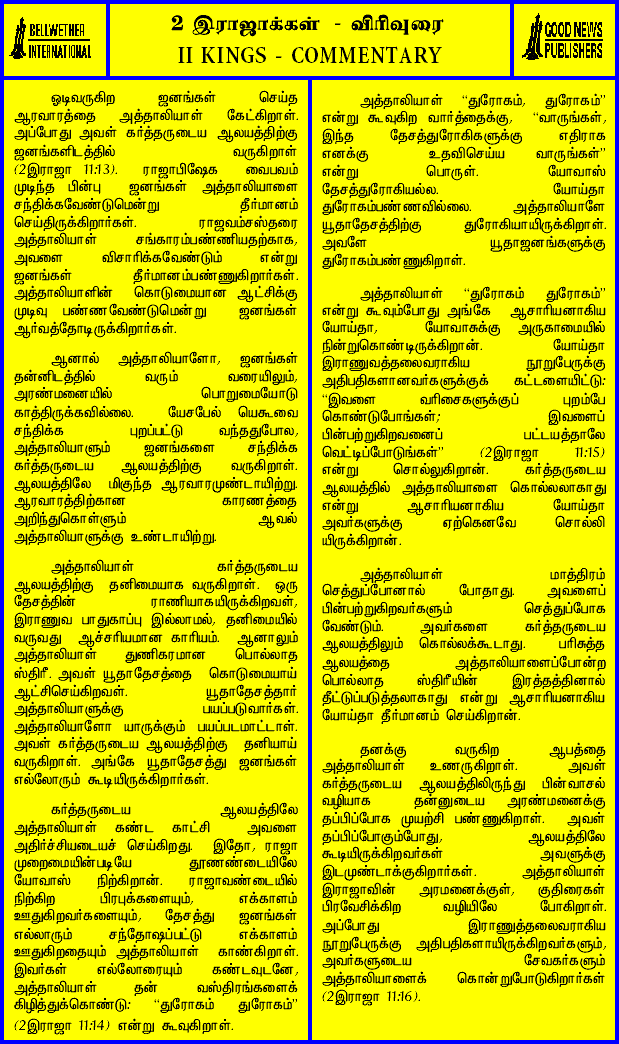 BELLWETHER
INTERNATIONAL
2 இராஜாக்கள் - விரிவுரை
II KINGS - COMMENTARY
GOOD NEWS
PUBLISHERS
ஓடிவருகிற ஜனங்கள் செய்த
ஆரவாரத்தை அத்தாலியாள் கேட்கிறாள்.
அப்போது அவள் கர்த்தருடைய ஆலயத்திற்கு
ஜனங்களிடத்தில் வருகிறாள்
(2இராஜா 11:13). ராஜாபிஷேக வைபவம்
முடிந்த பின்பு ஜனங்கள் அத்தாலியாளை
சந்திக்கவேண்டுமென்று தீர்மானம்
செய்திருக்கிறார்கள். ராஜவம்சஸ்தரை
அத்தாலியாள் சங்காரம்பண்ணியதற்காக,
அவளை விசாரிக்கவேண்டும் என்று
ஜனங்கள் தீர்மானம்பண்ணுகிறார்கள்.
அத்தாலியாளின் கொடுமையான ஆட்சிக்கு
முடிவு பண்ணவேண்டுமென்று ஜனங்கள்
ஆர்வத்தோடிருக்கிறார்கள்.
ஆனால் அத்தாலியாளோ, ஜனங்கள்
தன்னிடத்தில் வரும் வரையிலும்,
அரண்மனையில் பொறுமையோடு
காத்திருக்கவில்லை. யேசபேல் யெகூவை
சந்திக்க புறப்பட்டு வந்ததுபோல,
அத்தாலியாளும் ஜனங்களை சந்திக்க
கர்த்தருடைய ஆலயத்திற்கு வருகிறாள்.
ஆலயத்திலே மிகுந்த ஆரவாரமுண்டாயிற்று.
ஆரவாரத்திற்கான காரணத்தை
அறிந்துகொள்ளும் ஆவல்
அத்தாலியாளுக்கு உண்டாயிற்று.
அத்தாலியாள் கர்த்தருடைய
ஆலயத்திற்கு தனிமையாக வருகிறாள். ஒரு
தேசத்தின் ராணியாகயிருக்கிறவள்,
இராணுவ பாதுகாப்பு இல்லாமல், தனிமையில்
வருவது ஆச்சரியமான காரியம். ஆனாலும்
அத்தாலியாள் துணிகரமான பொல்லாத
ஸ்திரீ. அவள் யூதாதேசத்தை கொடுமையாய்
ஆட்சிசெய்கிறவள். யூதாதேசத்தார்
அத்தாலியாளுக்கு பயப்படுவார்கள்.
அத்தாலியாளோ யாருக்கும் பயப்படமாட்டாள்.
அவள் கர்த்தருடைய ஆலயத்திற்கு தனியாய்
வருகிறாள். அங்கே யூதாதேசத்து ஜனங்கள்
எல்லோரும் கூடியிருக்கிறார்கள்.
கர்த்தருடைய ஆலயத்திலே
அத்தாலியாள் கண்ட காட்சி அவளை
அதிர்ச்சியடையச் செய்கிறது. இதோ, ராஜா
முறைமையின்படியே தூணண்டையிலே
யோவாஸ் நிற்கிறான். ராஜாவண்டையில்
நிற்கிற பிரபுக்களையும், எக்காளம்
ஊதுகிறவர்களையும், தேசத்து ஜனங்கள்
எல்லாரும் சந்தோஷப்பட்டு எக்காளம்
ஊதுகிறதையும் அத்தாலியாள் காண்கிறாள்.
இவர்கள் எல்லோரையும் கண்டவுடனே,
அத்தாலியாள் தன் வஸ்திரங்களைக்
கிழித்துக்கொண்டு: “துரோகம் துரோகம்”
(2இராஜா 11:14) என்று கூவுகிறாள்.
அத்தாலியாள் “துரோகம், துரோகம்”
என்று கூவுகிற வார்த்தைக்கு, “வாருங்கள்,
இந்த தேசத்துரோகிகளுக்கு எதிராக
எனக்கு உதவிசெய்ய வாருங்கள்”
என்று பொருள். யோவாஸ்
தேசத்துரோகியல்ல. யோய்தா
துரோகம்பண்ணவில்லை. அத்தாலியாளே
யூதாதேசத்திற்கு துரோகியாயிருக்கிறாள்.
அவளே யூதாஜனங்களுக்கு
துரோகம்பண்ணுகிறாள்.
அத்தாலியாள் “துரோகம் துரோகம்”
என்று கூவும்போது அங்கே ஆசாரியனாகிய
யோய்தா, யோவாசுக்கு அருகாமையில்
நின்றுகொண்டிருக்கிறான். யோய்தா
இராணுவத்தலைவராகிய நூறுபேருக்கு
அதிபதிகளானவர்களுக்குக் கட்டளையிட்டு:
“இவளை வரிசைகளுக்குப் புறம்பே
கொண்டுபோங்கள்; இவளைப்
பின்பற்றுகிறவனைப் பட்டயத்தாலே
வெட்டிப்போடுங்கள்” (2இராஜா 11:15)
என்று சொல்லுகிறான். கர்த்தருடைய
ஆலயத்தில் அத்தாலியாளை கொல்லலாகாது
என்று ஆசாரியனாகிய யோய்தா
அவர்களுக்கு ஏற்கெனவே சொல்லி
யிருக்கிறான்.
அத்தாலியாள் மாத்திரம்
செத்துப்போனால் போதாது. அவளைப்
பின்பற்றுகிறவர்களும் செத்துப்போக
வேண்டும். அவர்களை கர்த்தருடைய
ஆலயத்திலும் கொல்லக்கூடாது. பரிசுத்த
ஆலயத்தை அத்தாலியாளைப்போன்ற
பொல்லாத ஸ்திரீயின் இரத்தத்தினால்
தீட்டுப்படுத்தலாகாது என்று ஆசாரியனாகிய
யோய்தா தீர்மானம் செய்கிறான்.
தனக்கு வருகிற ஆபத்தை
அத்தாலியாள் உணருகிறாள். அவள்
கர்த்தருடைய ஆலயத்திலிருந்து பின்வாசல்
வழியாக தன்னுடைய அரண்மனைக்கு
தப்பிப்போக முயற்சி பண்ணுகிறாள். அவள்
தப்பிப்போகும்போது, ஆலயத்திலே
கூடியிருக்கிறவர்கள் அவளுக்கு
இடமுண்டாக்குகிறார்கள். அத்தாலியாள்
இராஜாவின் அரமனைக்குள், குதிரைகள்
பிரவேசிக்கிற வழியிலே போகிறாள்.
அப்போது இராணுத்தலைவராகிய
நூறுபேருக்கு அதிபதிகளாயிருக்கிறவர்களும்,
அவர்களுடைய சேவகர்களும்
அத்தாலியாளைக் கொன்றுபோடுகிறார்கள்
(2இராஜா 11:16).